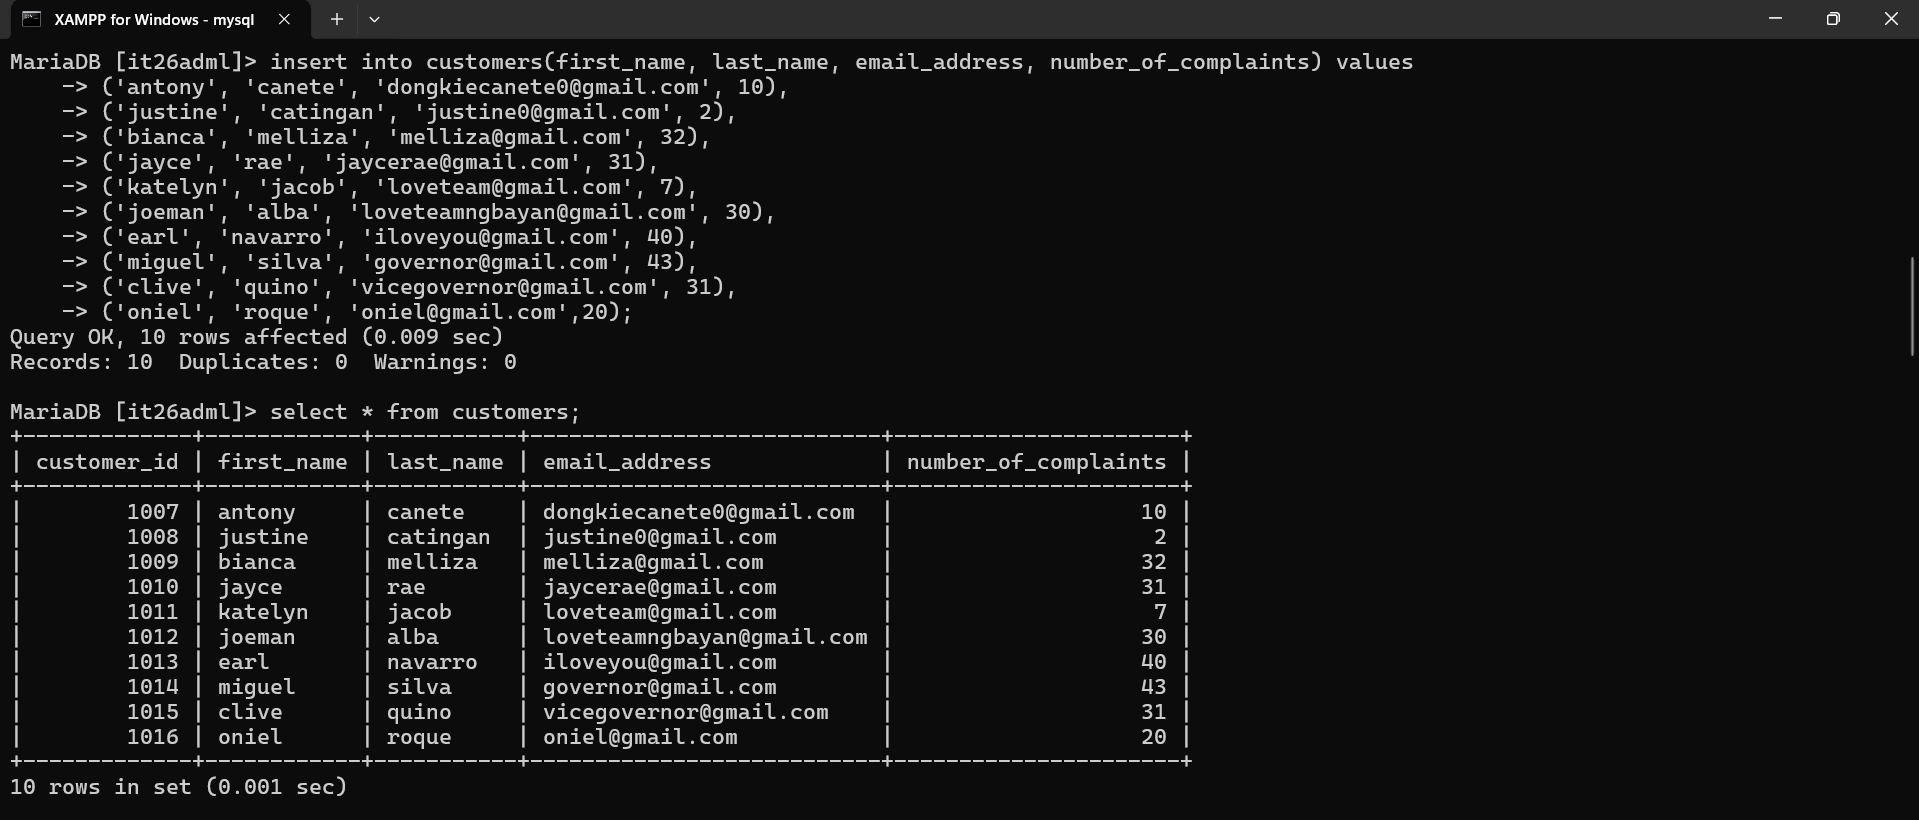 XAMPP for Windows - mysql
MariaDB [it26adml]> insert into customers(first_name, last_name, email_address, number_of_complaints) values
    -> ('antony', 'canete', 'dongkiecanete0@gmail.com', 10),
    -> ('justine', 'catingan', 'justine0@gmail.com', 2),
    -> ('bianca', 'melliza', 'melliza@gmail.com', 32),
    -> ('jayce', 'rae', 'jaycerae@gmail.com', 31),
    -> ('katelyn', 'jacob', 'loveteam@gmail.com', 7),
    -> ('joeman', 'alba', 'loveteamngbayan@gmail.com', 30),
    -> ('earl', 'navarro', 'iloveyou@gmail.com', 40),
    -> ('miguel', 'silva', 'governor@gmail.com', 43),
    -> ('clive', 'quino', 'vicegovernor@gmail.com', 31),
    -> ('oniel', 'roque', 'oniel@gmail.com',20);
Query OK, 10 rows affected (0.009 sec)
Records: 10  Duplicates: 0  Warnings: 0
MariaDB [it26adml]> select * from customers;
+-------------+------------+-----------+---------------------------+----------------------+
| customer_id | first_name | last_name | email_address             | number_of_complaints |
+-------------+------------+-----------+---------------------------+----------------------+
|        1007 | antony     | canete    | dongkiecanete0@gmail.com  |                   10 |
|        1008 | justine    | catingan  | justine0@gmail.com        |                    2 |
|        1009 | bianca     | melliza   | melliza@gmail.com         |                   32 |
|        1010 | jayce      | rae       | jaycerae@gmail.com        |                   31 |
|        1011 | katelyn    | jacob     | loveteam@gmail.com        |                    7 |
|        1012 | joeman     | alba      | loveteamngbayan@gmail.com |                   30 |
|        1013 | earl       | navarro   | iloveyou@gmail.com        |                   40 |
|        1014 | miguel     | silva     | governor@gmail.com        |                   43 |
|        1015 | clive      | quino     | vicegovernor@gmail.com    |                   31 |
|        1016 | oniel      | roque     | oniel@gmail.com           |                   20 |
+-------------+------------+-----------+---------------------------+----------------------+
10 rows in set (0.001 sec)